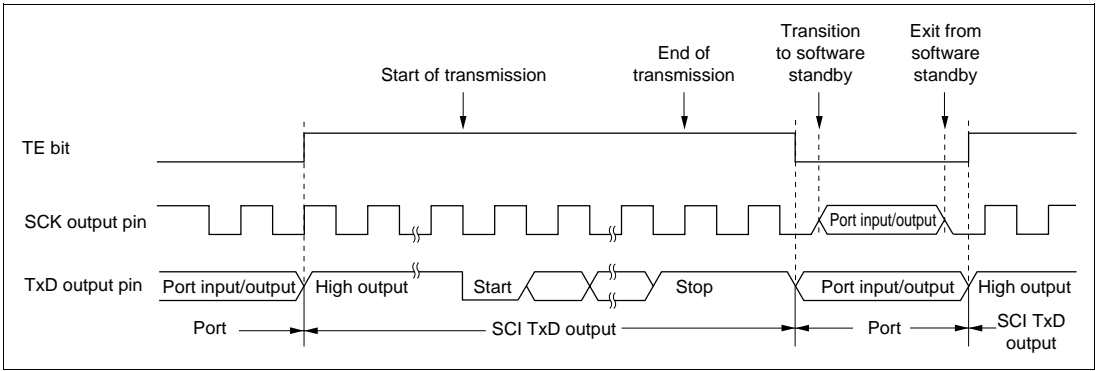 Transition
to software
standby
Exit from
software
standby
End of
transmission
Start of transmission
TE bit
SCK output pin
Port input/output
TxD output pin
Port input/output
High output
Start
Stop
Port input/output
High output
Port
SCI TxD output
Port
SCI TxD
output